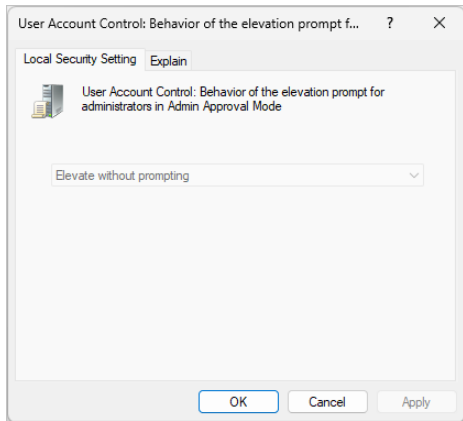 User Account Control: Behavior of the elevation prompt f... ?
Local Security Setting Explain
User Account Control: Behavior of the elevation prompt for
administrators in Admin Approval Mode
Elevate without prompting
OK Cancel Apply